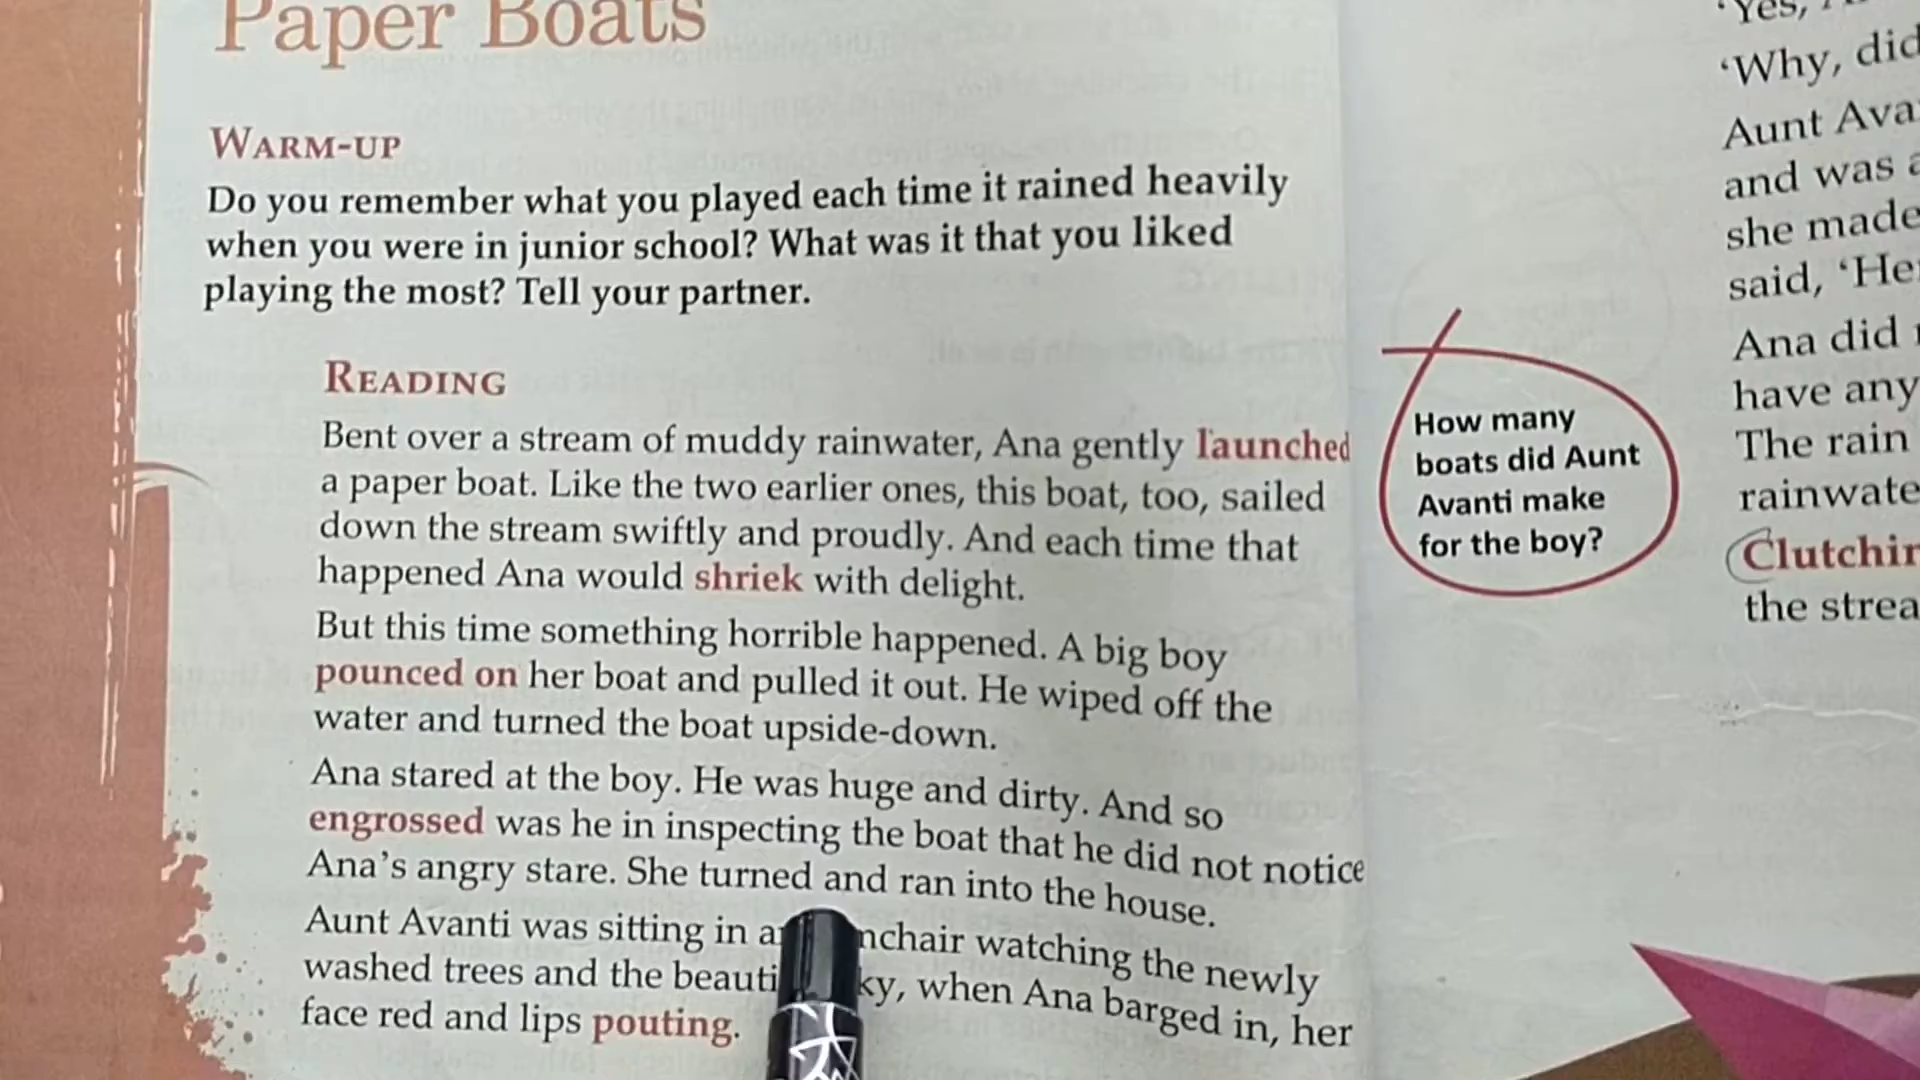 Paper Boats
WARM-UP
Do you remember what you played each time it rained heavily
when you were in junior school? What was it that you liked
playing the most? Tell your partner.
READING
Bent over a stream of muddy rainwater, Ana gently launched
a paper boat. Like the two earlier ones, this boat, too, sailed
down the stream swiftly and proudly. And each time that
happened Ana would shriek with delight.
But this time something horrible happened. A big boy
pounced on her boat and pulled it out. He wiped off the
water and turned the boat upside-down.
Ana stared at the boy. He was huge and dirty. And so
engrossed was he in inspecting the boat that he did not notice
Ana's angry stare. She turned and ran into the house.
Aunt Avanti was sitting in watching the newly
washed trees and the when Ana barged in, her
face red and lips pouting.
How many
boats did Aunt
Avanti make
for the boy?
'Yes,
'Why, did
Aunt
and was
she made
said,
Ana did
have any
The rain
the